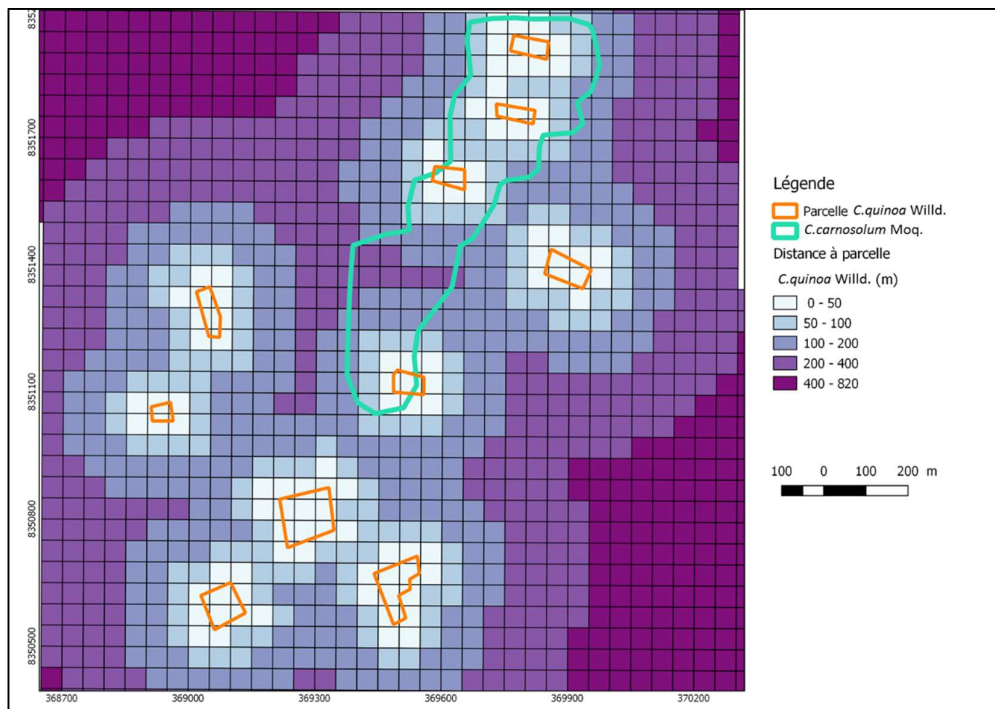 8352
8351700
8351400
8351100
8350800
8350500
368700 369000 369300 369600 369900 370200
Légende
Parcelle C.quinoa Willd.
C.carnosolum Moq.
Distance à parcelle
C.quinoa Willd. (m)
0 - 50
50 - 100
100 - 200
200 - 400
400 - 820
100 0 100 200 m